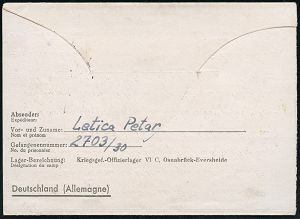 Absender:
Expéditeur:
Vor- und Zuname: Latica Petar
Nom et prénom
Gefangenennummer: 2703/30
No. du prisonnier
Lager-Bezeichnung: Kriegsgef.-Offizierlager VI C, Osnabrück-Eversheide
Désignation du camp
Deutschland (Allemagne)